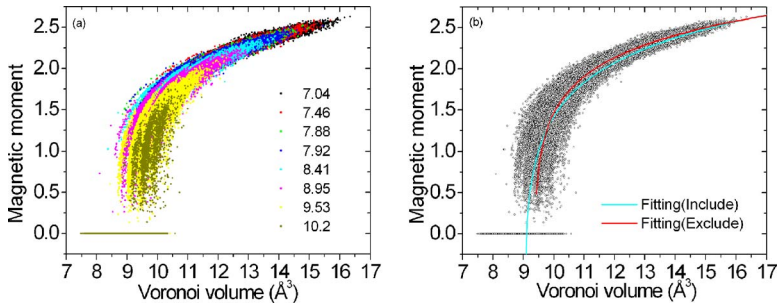 (a)
Magnetic moment
2.5
2.0
1.5
1.0
0.5
0.0
7.04
7.46
7.88
7.92
8.41
8.95
9.53
10.2
7 8 9 10 11 12 13 14 15 16 17
Voronoi volume (Å³)
(b)
Magnetic moment
2.5
2.0
1.5
1.0
0.5
0.0
Fitting(Include)
Fitting(Exclude)
7 8 9 10 11 12 13 14 15 16 17
Voronoi volume (Å³)